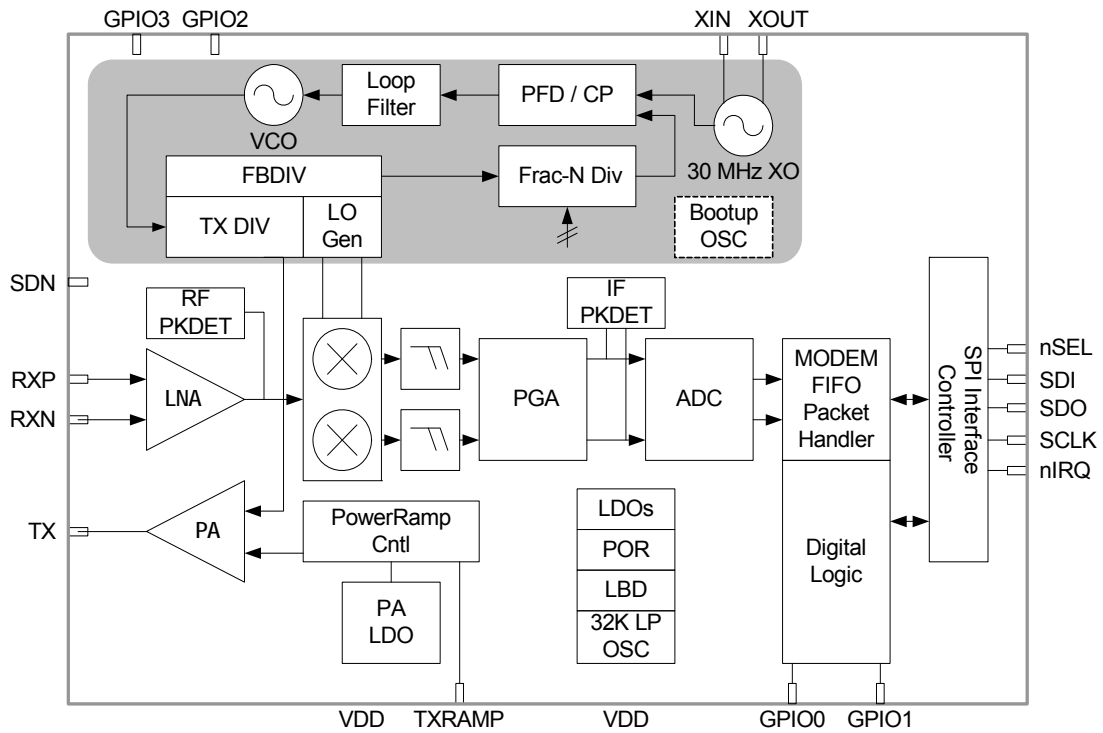 GPIO3 GPIO2
XIN XOUT
Loop
Filter
PFD / CP
VCO
30 MHz XO
FBDIV
Frac-N Div
TX DIV
LO
Gen
Bootup
OSC
SDN
RF
PKDET
IF
PKDET
RXP
RXN
LNA
PGA
ADC
MODEM
FIFO
Packet
Handler
SPI Interface
Controller
nSEL
SDI
SDO
SCLK
nIRQ
TX
PA
PowerRamp
Cntl
PA
LDO
LDOs
POR
LBD
32K LP
OSC
Digital
Logic
VDD
TXRAMP
VDD
GPIO0
GPIO1